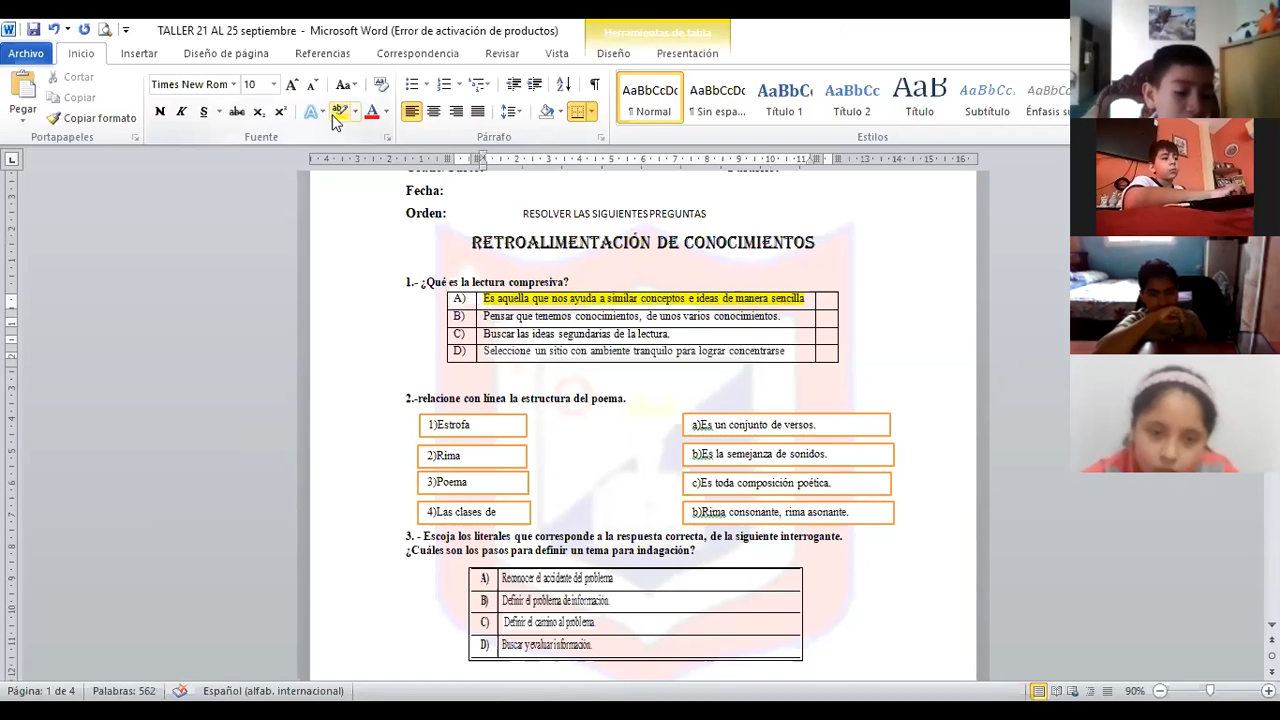 TALLER 21 AL 25 septiembre - Microsoft Word (Error de activación de productos)
Herramientas de tabla
Archivo Inicio Insertar Diseño de página Referencias Correspondencia Revisar Vista Diseño Presentación
Cortar
Copiar
Copiar formato
Pegar
Portapapeles
Times New Rom 10
N K S abc x₂ x² A ab A
Fuente
Párrafo
AaBbCcDc AaBbCcDc AaBbC AaBbCc AaB AaBbCc. AaBbCcDc
¶ Normal ¶ Sin espa... Título 1 Título 2 Título Subtítulo Énfasis su
Estilos
Fecha:
Orden: RESOLVER LAS SIGUIENTES PREGUNTAS
RETROALIMENTACIÓN DE CONOCIMIENTOS
1.- ¿Qué es la lectura compresiva?
A) Es aquella que nos ayuda a similar conceptos e ideas de manera sencilla
B) Pensar que tenemos conocimientos, de unos varios conocimientos.
C) Buscar las ideas segundarias de la lectura.
D) Seleccione un sitio con ambiente tranquilo para lograr concentrarse
2.-relacione con línea la estructura del poema.
1)Estrofa a)Es un conjunto de versos.
2)Rima b)Es la semejanza de sonidos.
3)Poema c)Es toda composición poética.
4)Las clases de b)Rima consonante, rima asonante.
3. - Escoja los literales que corresponde a la respuesta correcta, de la siguiente interrogante.
¿Cuáles son los pasos para definir un tema para indagación?
A) Reconocer el accidente del problema
B) Definir el problema de información.
C) Definir el camino al problema.
D) Buscar y evaluar información.
Página: 1 de 4 Palabras: 562 Español (alfab. internacional) 90%